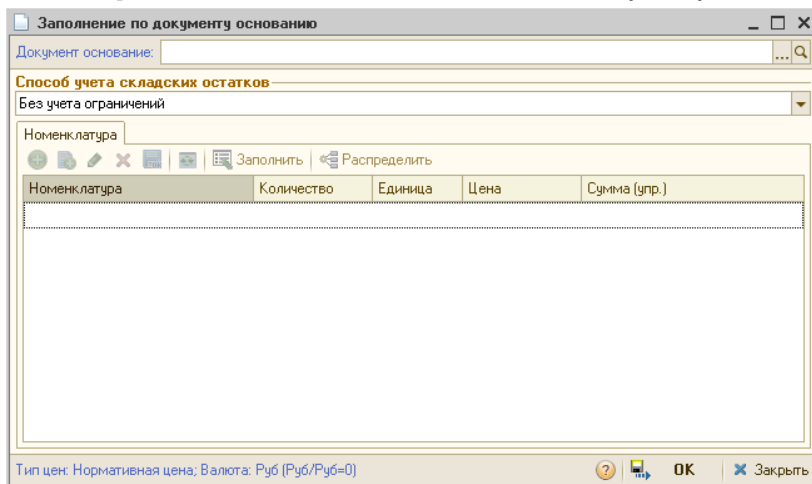 Заполнение по документу основанию
Документ основание:
...
Способ учета складских остатков
Без учета ограничений
Номенклатура
Заполнить Распределить
Номенклатура Количество Единица Цена Сумма (упр.)
Тип цен: Нормативная цена; Валюта: Руб (Руб/Руб=0) ? OK Закрыть